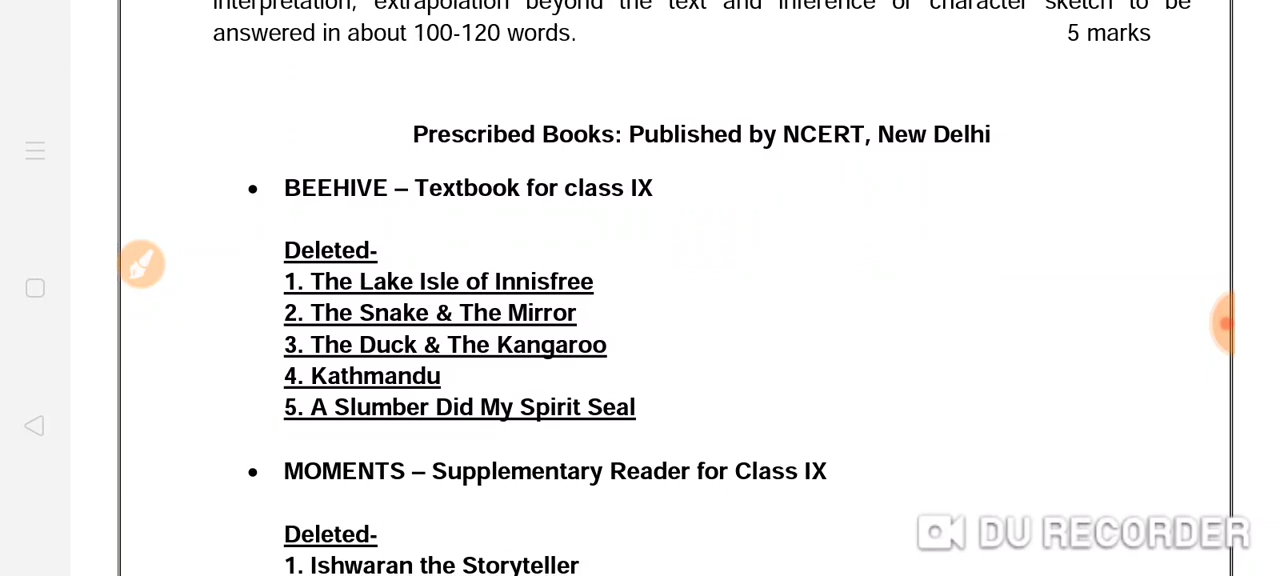 interpretation, extrapolation beyond the text and inference or character sketch to be
answered in about 100-120 words. 5 marks
Prescribed Books: Published by NCERT, New Delhi
• BEEHIVE – Textbook for class IX
Deleted-
1. The Lake Isle of Innisfree
2. The Snake & The Mirror
3. The Duck & The Kangaroo
4. Kathmandu
5. A Slumber Did My Spirit Seal
• MOMENTS – Supplementary Reader for Class IX
Deleted-
1. Ishwaran the Storyteller
DU RECORDER